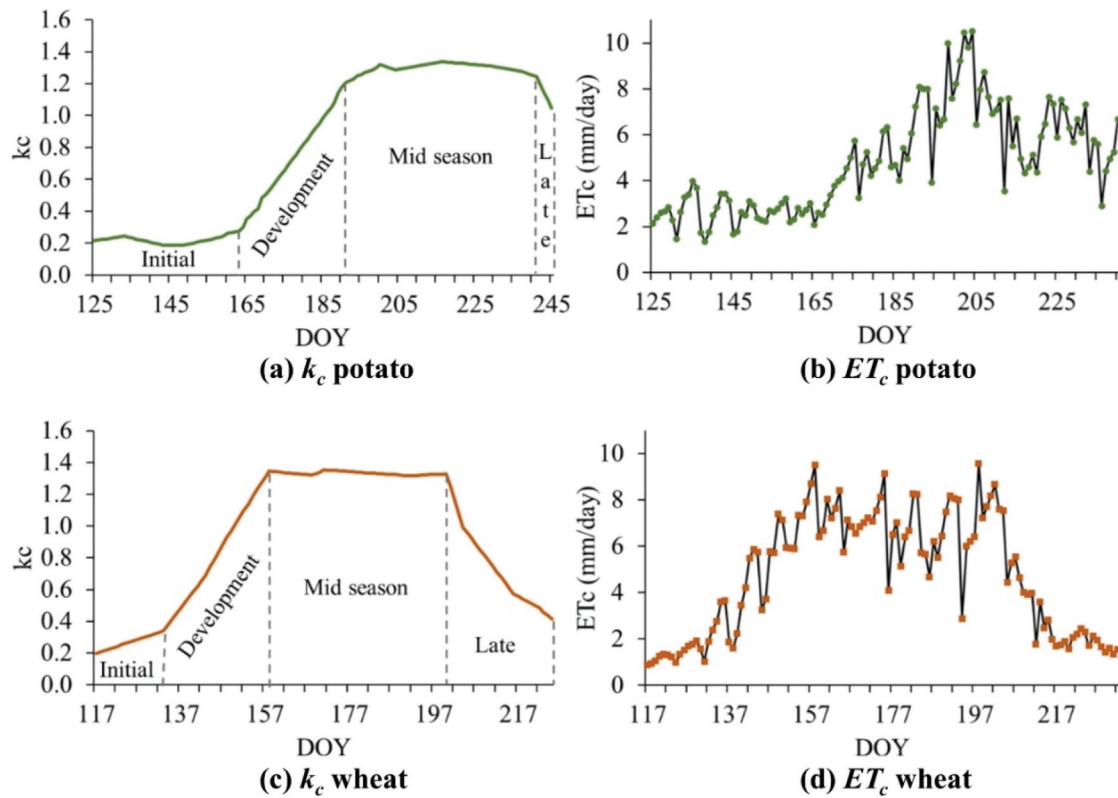 1.6
1.4
1.2
1.0
0.8
0.6
0.4
0.2
0.0
kc
Initial
Development
Mid season
Late
125 145 165 185 205 225 245
DOY
(a) kc potato
10
8
6
4
2
0
ETc (mm/day)
125 145 165 185 205 225
DOY
(b) ETc potato
1.6
1.4
1.2
1.0
0.8
0.6
0.4
0.2
0.0
kc
Initial
Development
Mid season
Late
117 137 157 177 197 217
DOY
(c) kc wheat
10
8
6
4
2
0
ETc (mm/day)
117 137 157 177 197 217
DOY
(d) ETc wheat